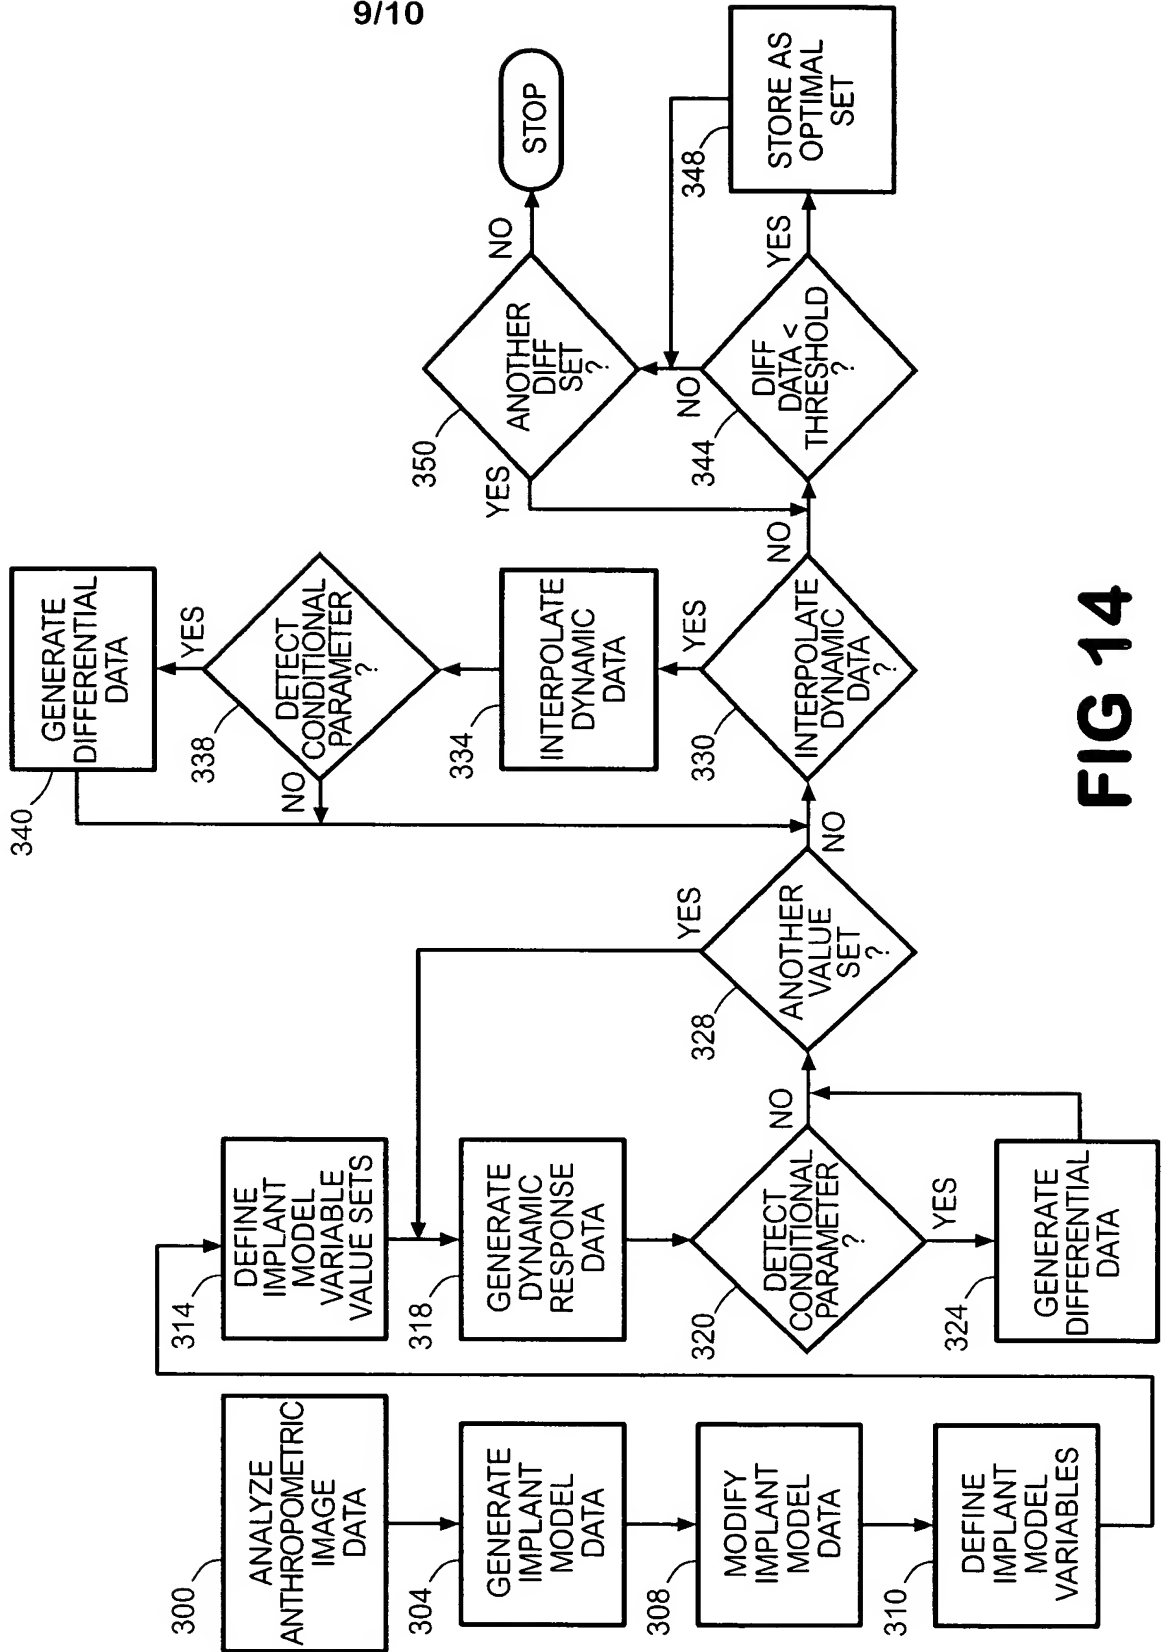 9/10
300
ANALYZE
ANTHROPOMETRIC
IMAGE
DATA
304
GENERATE
IMPLANT
MODEL
DATA
308
MODIFY
IMPLANT
MODEL
DATA
310
DEFINE
IMPLANT
MODEL
VARIABLES
314
DEFINE
IMPLANT
MODEL
VARIABLE
VALUE SETS
318
GENERATE
DYNAMIC
RESPONSE
DATA
320
DETECT
CONDITIONAL
PARAMETER
?
NO
YES
324
GENERATE
DIFFERENTIAL
DATA
328
ANOTHER
VALUE
SET
?
YES
NO
330
INTERPOLATE
DYNAMIC
DATA
?
YES
NO
334
INTERPOLATE
DYNAMIC
DATA
338
DETECT
CONDITIONAL
PARAMETER
?
NO
YES
340
GENERATE
DIFFERENTIAL
DATA
344
DIFF
DATA <
THRESHOLD
?
NO
YES
348
STORE AS
OPTIMAL
SET
350
ANOTHER
DIFF
SET
?
YES
NO
STOP
FIG 14